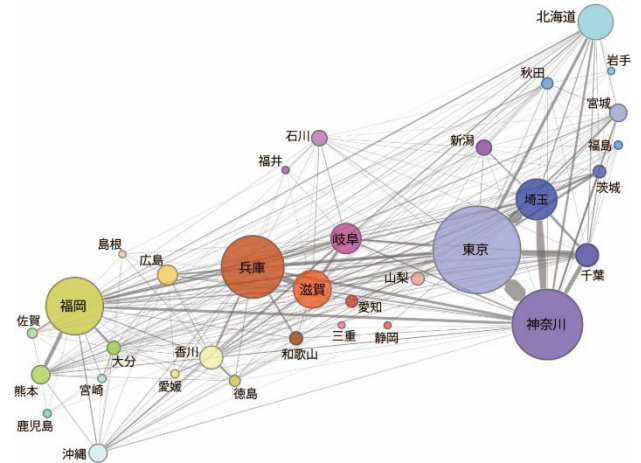 北海道
岩手
秋田
宮城
石川
新潟
福島
福井
茨城
埼玉
岐阜
島根
広島
兵庫
東京
千葉
山梨
滋賀
福岡
愛知
佐賀
神奈川
三重
静岡
和歌山
大分
香川
熊本
宮崎
愛媛
徳島
鹿児島
沖縄